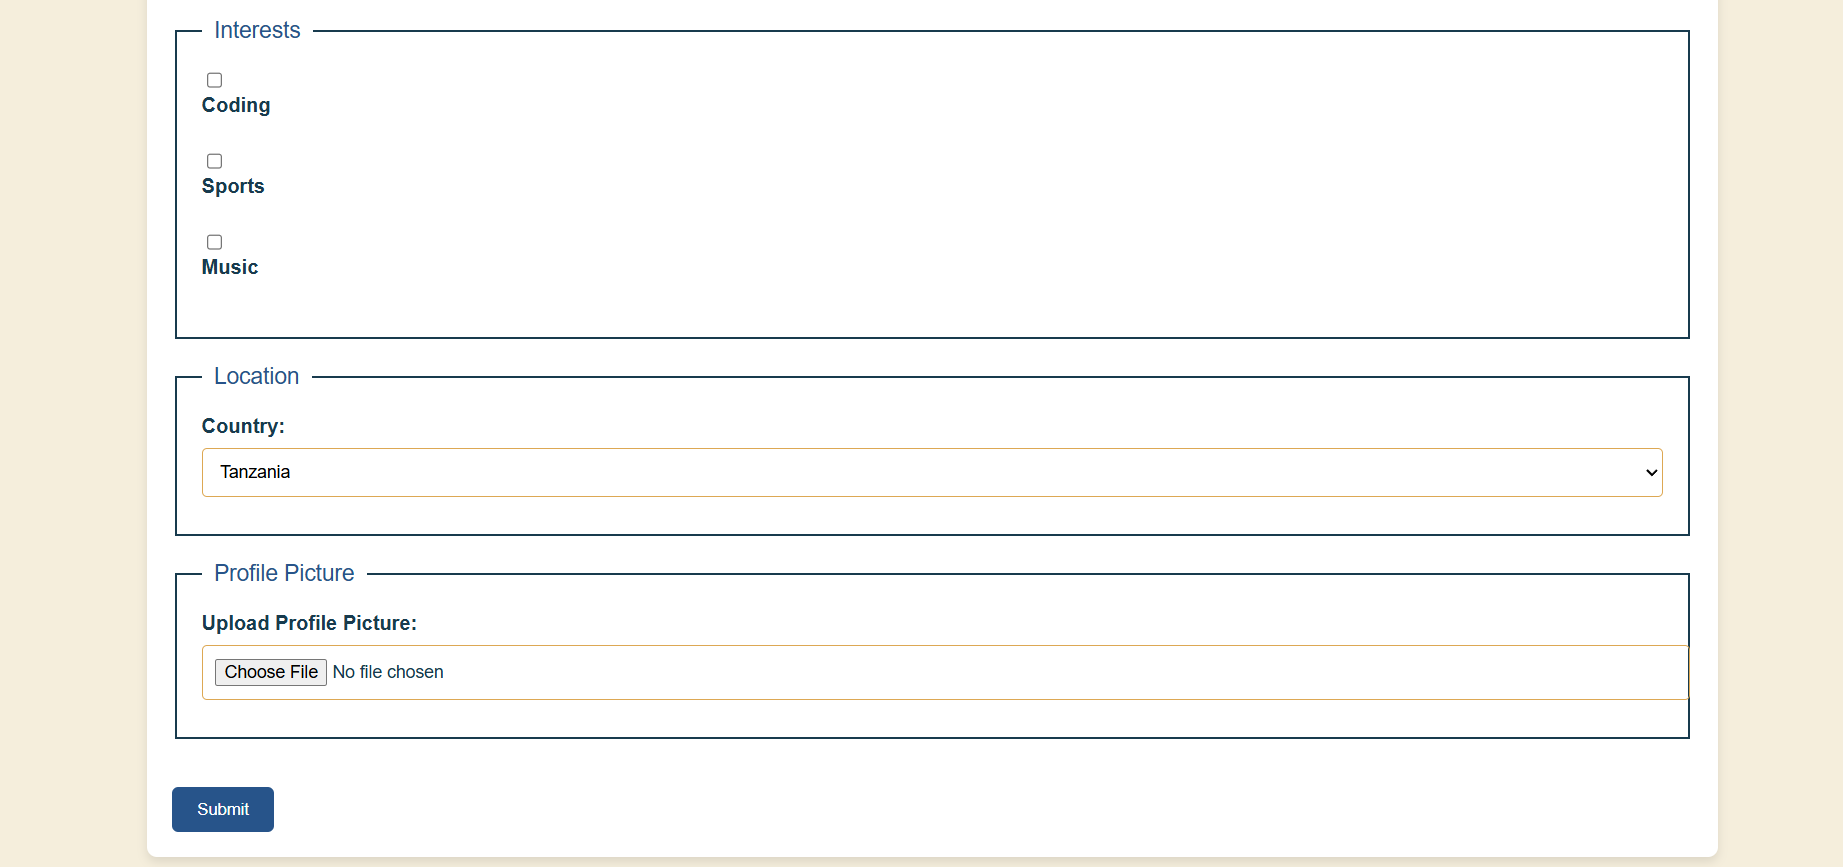 Interests
Coding
Sports
Music
Location
Country:
Tanzania
Profile Picture
Upload Profile Picture:
Choose File No file chosen
Submit